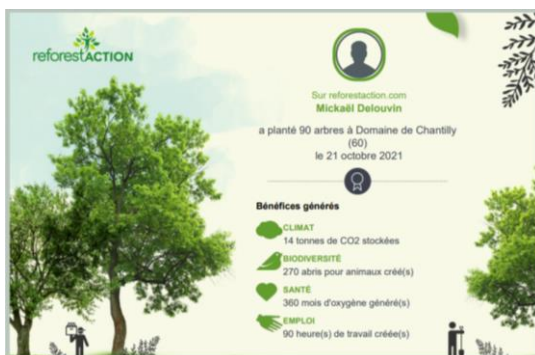 reforestACTION
Sur reforestaction.com
Mickaël Delouvin
a planté 90 arbres à Domaine de Chantilly
(60)
le 21 octobre 2021
Bénéfices générés
CLIMAT
14 tonnes de CO2 stockées
BIODIVERSITÉ
270 abris pour animaux créé(s)
SANTÉ
360 mois d'oxygène généré(s)
EMPLOI
90 heure(s) de travail créée(s)